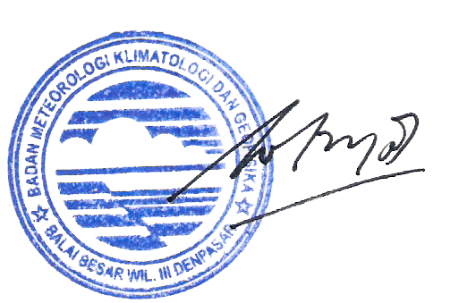 BADAN METEOROLOGI KLIMATOLOGI DAN GEOFISIKA
BALAI BESAR WIL. III DENPASAR